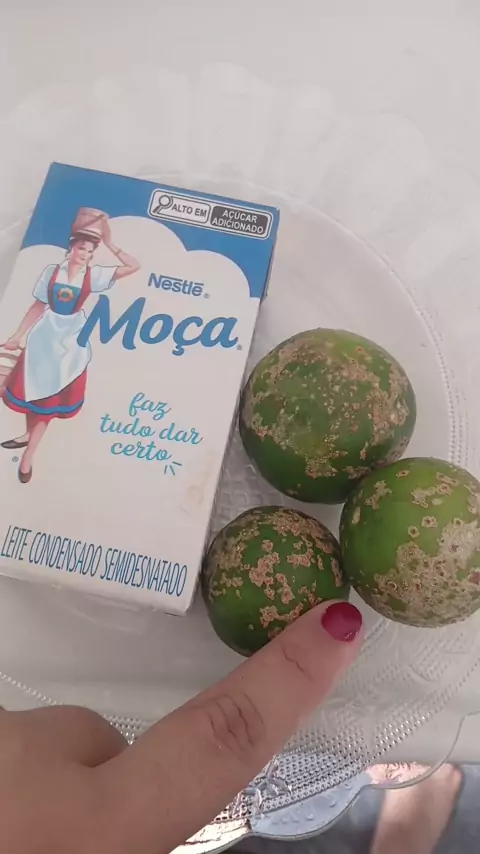 ALTO EM
AÇÚCAR
ADICIONADO
Nestlé®
Moça®
faz
tudo dar
certo
®
LEITE CONDENSADO SEMIDESNATADO